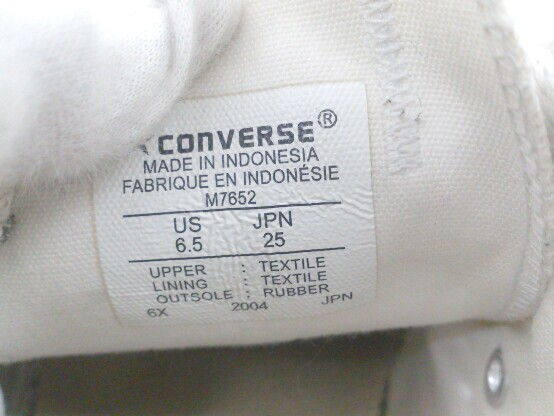 CONVERSE®
MADE IN INDONESIA
FABRIQUE EN INDONÉSIE
M7652
US JPN
6.5 25
UPPER : TEXTILE
LINING : TEXTILE
OUTSOLE : RUBBER
6X 2004 JPN